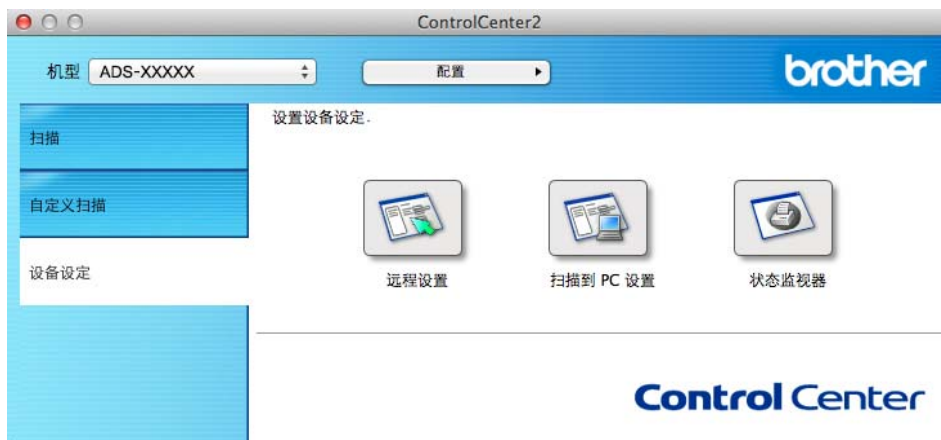 ControlCenter2
机型 ADS-XXXXX 配置 brother
扫描
设置设备设定.
自定义扫描
设备设定
远程设置 扫描到 PC 设置 状态监视器
Control Center